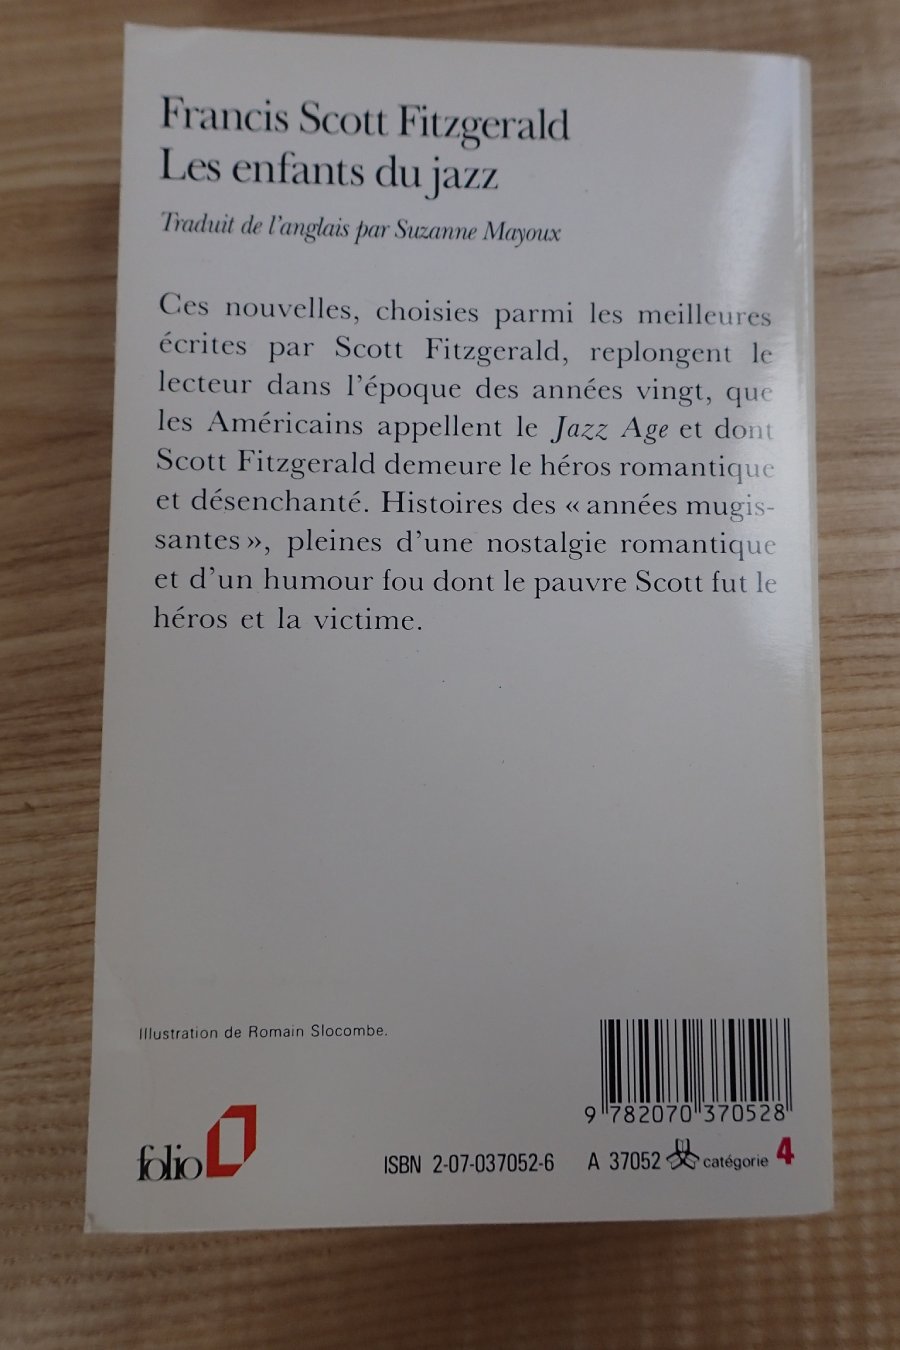 Francis Scott Fitzgerald
Les enfants du jazz
Traduit de l'anglais par Suzanne Mayoux
Ces nouvelles, choisies parmi les meilleures
écrites par Scott Fitzgerald, replongent le
lecteur dans l'époque des années vingt, que
les Américains appellent le Jazz Age et dont
Scott Fitzgerald demeure le héros romantique
et désenchanté. Histoires des « années mugis-
santes », pleines d'une nostalgie romantique
et d'un humour fou dont le pauvre Scott fut le
héros et la victime.
Illustration de Romain Slocombe.
9 782070 370528
folio
ISBN 2-07-037052-6 A 37052 catégorie 4